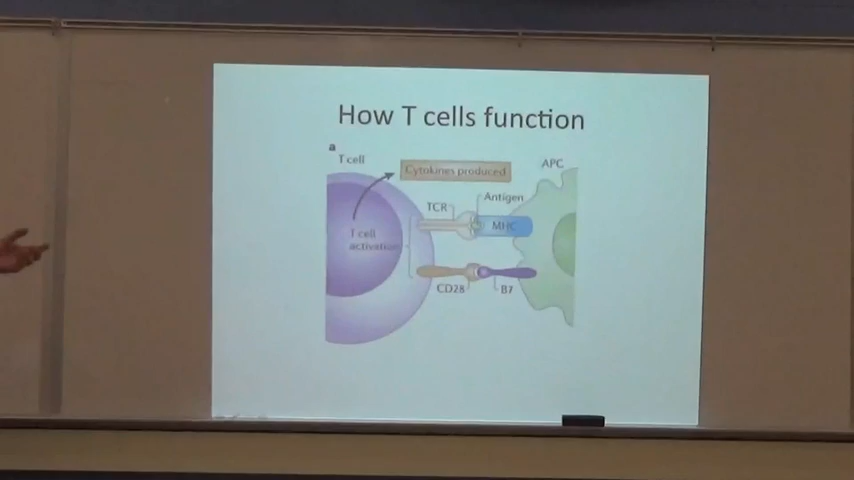 How T cells function
a
T cell
APC
Cytokines produced
TCR
Antigen
T cell
activation
MHC
CD28
B7